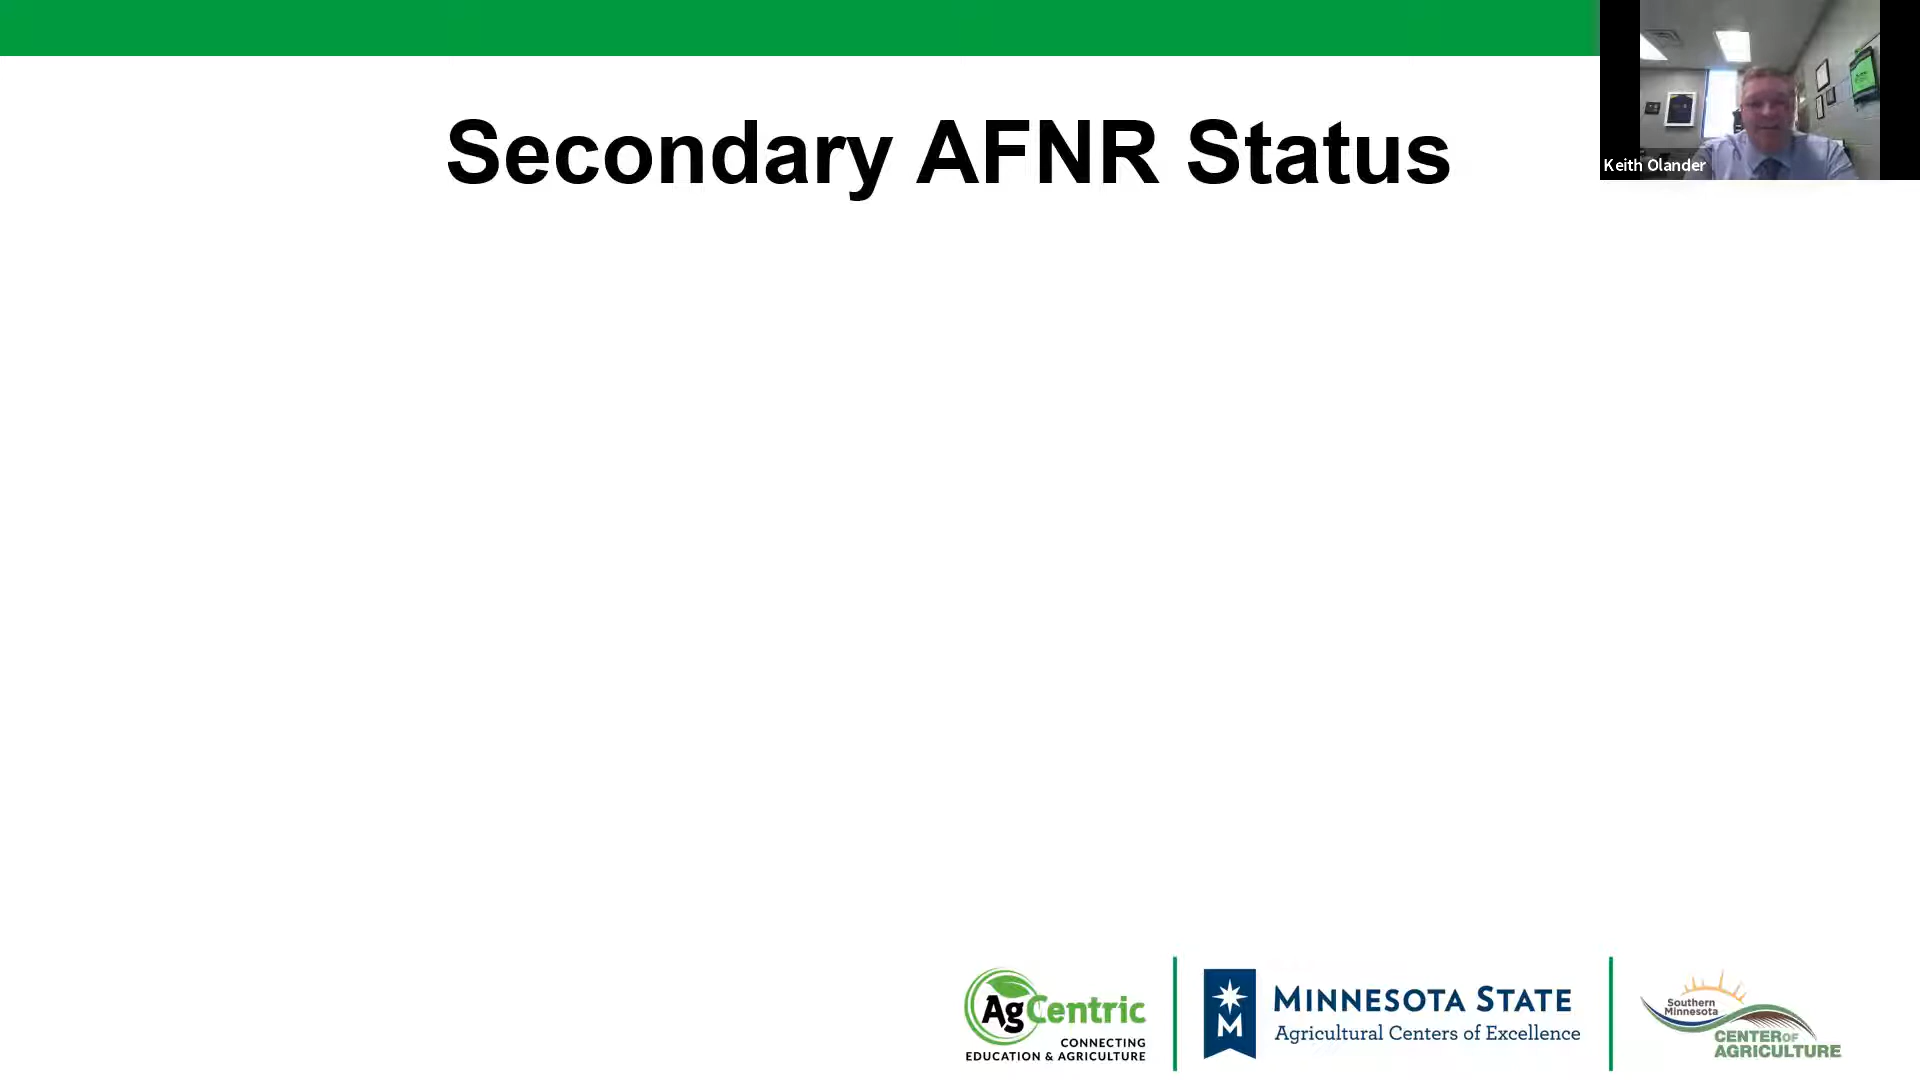 Secondary AFNR Status
Keith Olander
AgCentric
CONNECTING
EDUCATION & AGRICULTURE
MINNESOTA STATE
Agricultural Centers of Excellence
M
Southern
Minnesota
CENTER OF
AGRICULTURE